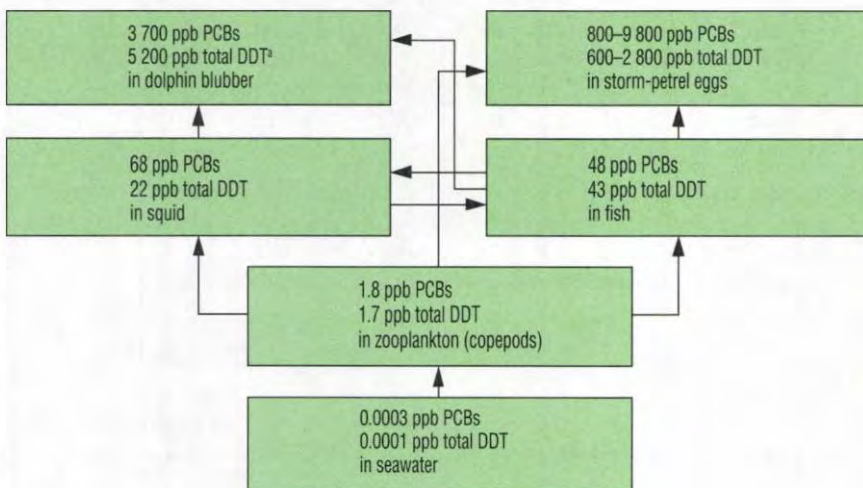 3 700 ppb PCBs
5 200 ppb total DDTᵃ
in dolphin blubber
800–9 800 ppb PCBs
600–2 800 ppb total DDT
in storm-petrel eggs
68 ppb PCBs
22 ppb total DDT
in squid
48 ppb PCBs
43 ppb total DDT
in fish
1.8 ppb PCBs
1.7 ppb total DDT
in zooplankton (copepods)
0.0003 ppb PCBs
0.0001 ppb total DDT
in seawater